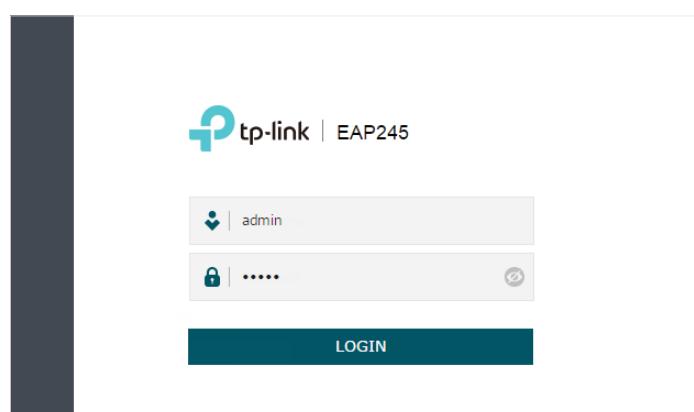 tp-link | EAP245
admin
•••••
LOGIN